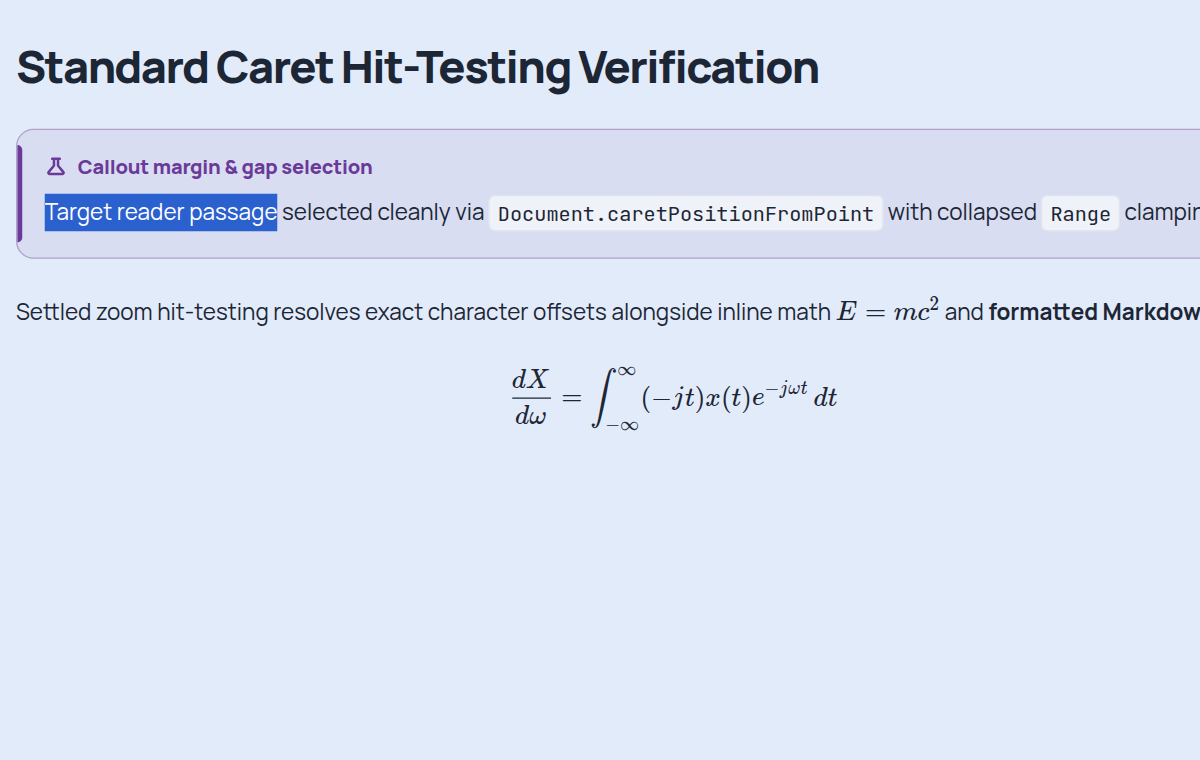 Standard Caret Hit-Testing Verification
Callout margin & gap selection
Target reader passage selected cleanly via Document.caretPositionFromPoint with collapsed Range
Settled zoom hit-testing resolves exact character offsets alongside inline math E = mc² and formatted
dX/dω = ∫_{-∞}^{∞} (−jt)x(t)e^{−jωt} dt